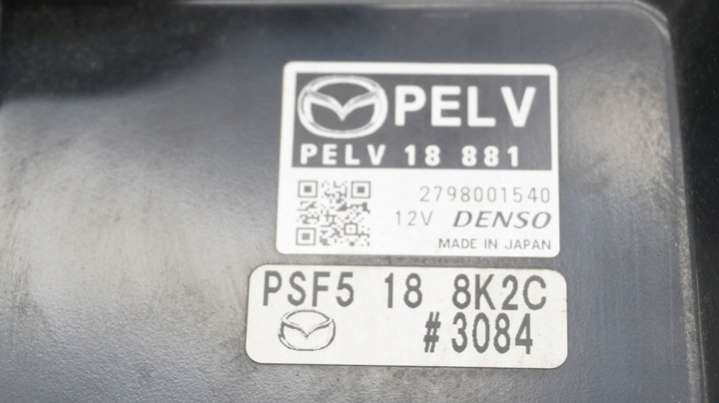 PELV
PELV 18 881
2798001540
12V DENSO
MADE IN JAPAN
PSF5 18 8K2C
#3084